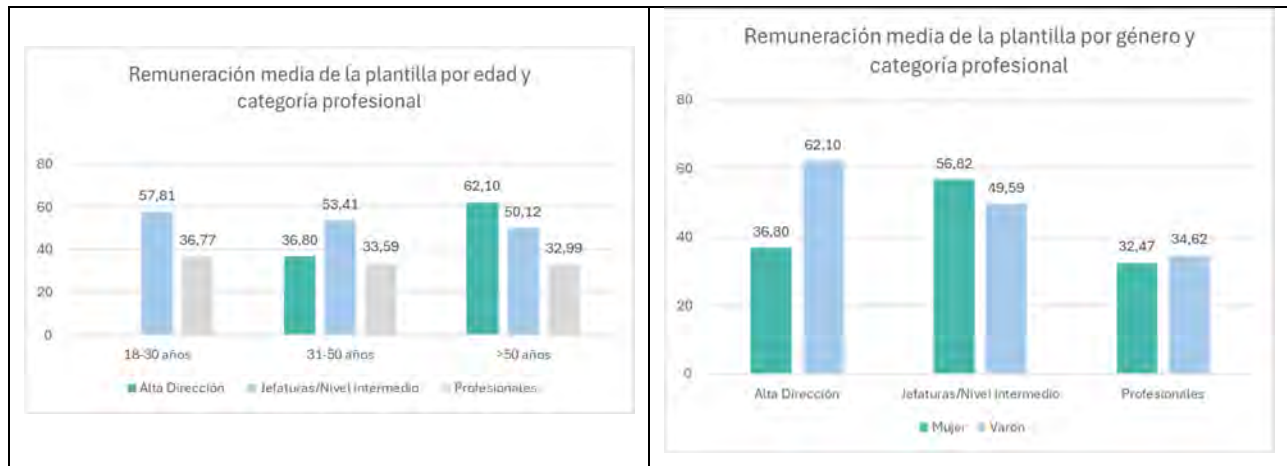 Remuneración media de la plantilla por edad y
categoría profesional
80
60
40
20
0
57,81
36,77
36,80
53,41
33,59
62,10
50,12
32,99
18-30 años
31-50 años
>50 años
Alta Dirección
Jefaturas/Nivel Intermedio
Profesionales
Remuneración media de la plantilla por género y
categoría profesional
80
60
40
20
0
36,80
62,10
56,82
49,59
32,47
34,62
Alta Dirección
Jefaturas/Nivel Intermedio
Profesionales
Mujer
Varón